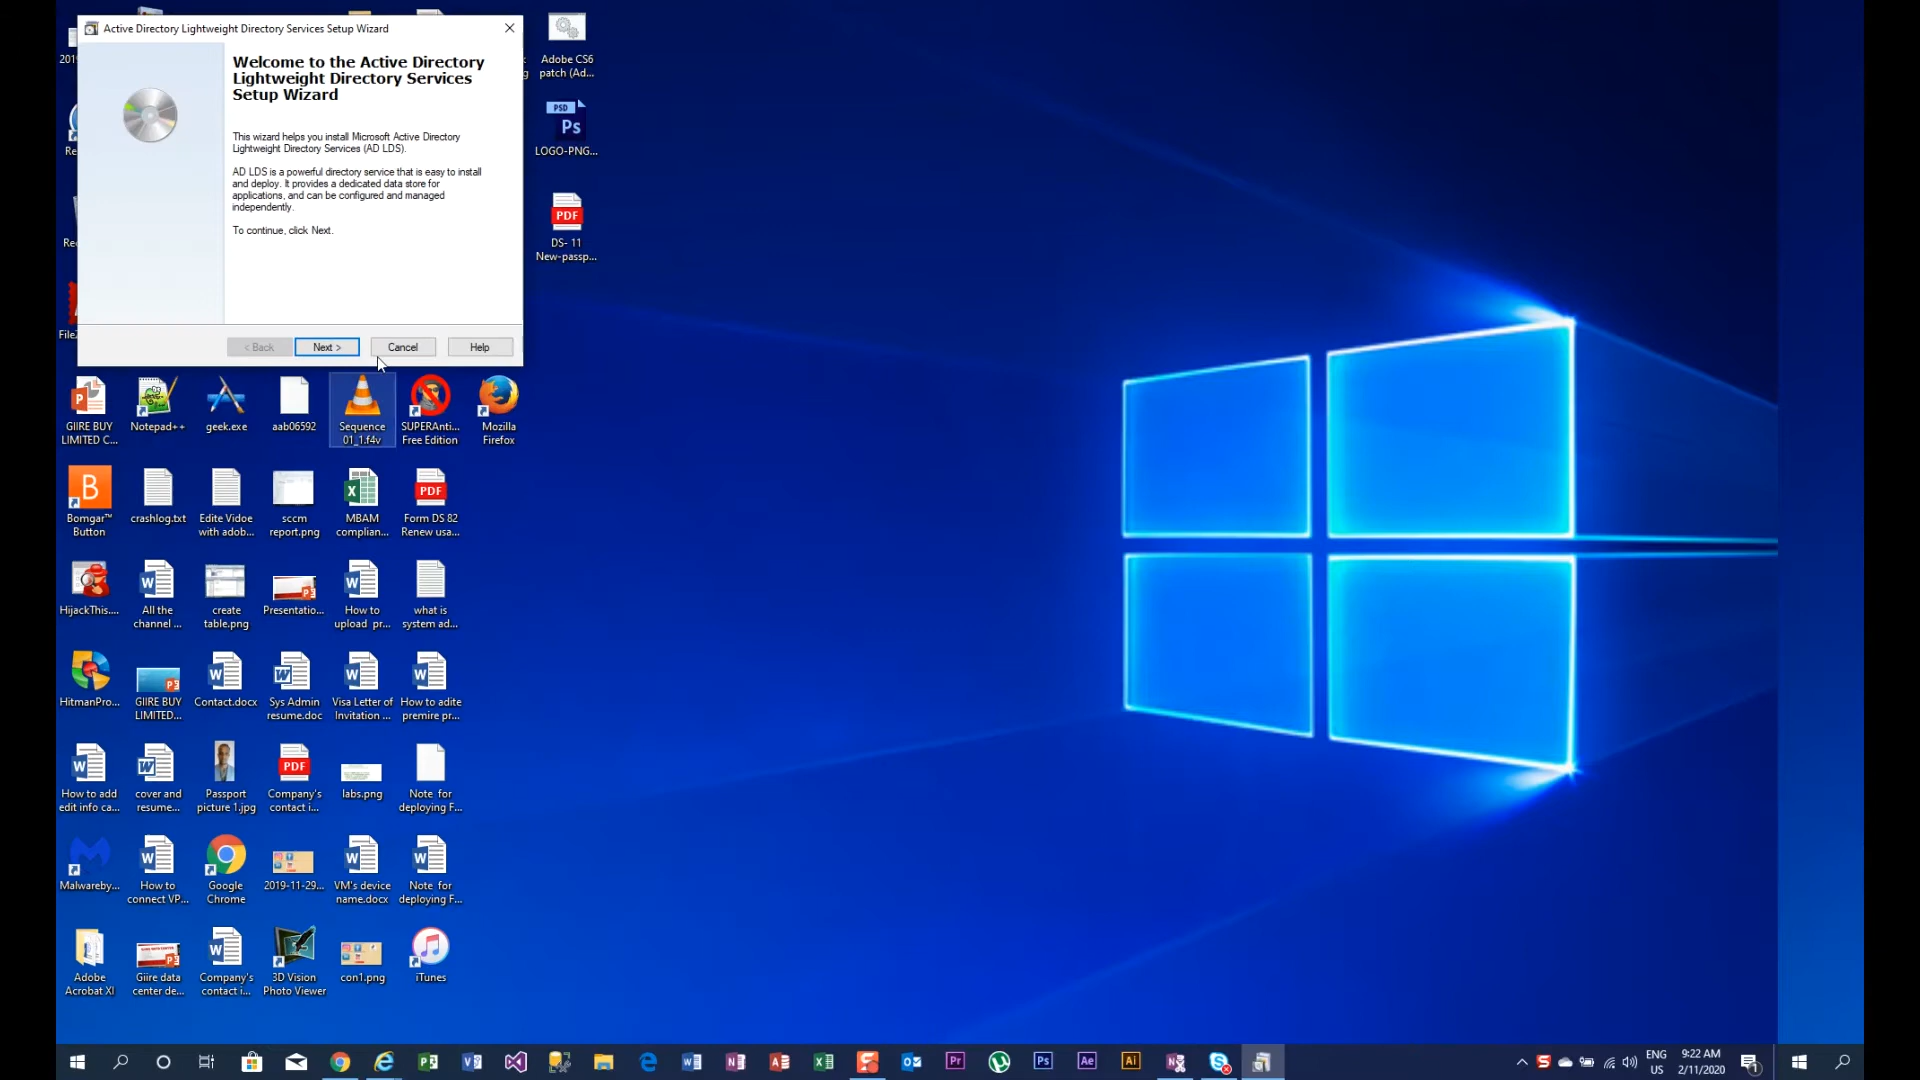 Active Directory Lightweight Directory Services Setup Wizard
Welcome to the Active Directory
Lightweight Directory Services
Setup Wizard
This wizard helps you install Microsoft Active Directory
Lightweight Directory Services (AD LDS).
AD LDS is a powerful directory service that is easy to install
and deploy. It provides a dedicated data store for
applications, and can be configured and managed
independently.
To continue, click Next.
< Back
Next >
Cancel
Help
Adobe CS6
patch (Ad...
PSD
Ps
LOGO-PNG...
PDF
DS- 11
New-passp...
GIIRE BUY
LIMITED C...
Notepad++
geek.exe
aab06592
Sequence
01_1.f4v
SUPERAnti...
Free Edition
Mozilla
Firefox
B
Bomgar™
Button
crashlog.txt
Edite Vidoe
with adob...
sccm
report.png
MBAM
complian...
PDF
Form DS 82
Renew usa...
HijackThis....
All the
channel ...
create
table.png
Presentatio...
How to
upload pr...
what is
system ad...
HitmanPro...
GIIRE BUY
LIMITED...
Contact.docx
Sys Admin
resume.doc
Visa Letter of
Invitation ...
How to adite
premire pr...
How to add
edit info ca...
cover and
resume...
Passport
picture 1.jpg
PDF
Company's
contact i...
labs.png
Note for
deploying F...
Malwareby...
How to
connect VP...
Google
Chrome
2019-11-29...
VM's device
name.docx
Note for
deploying F...
Adobe
Acrobat XI
Giire data
center de...
Company's
contact i...
3D Vision
Photo Viewer
con1.png
iTunes
Pr
Ps
Ae
Ai
ENG
US
9:22 AM
2/11/2020
1